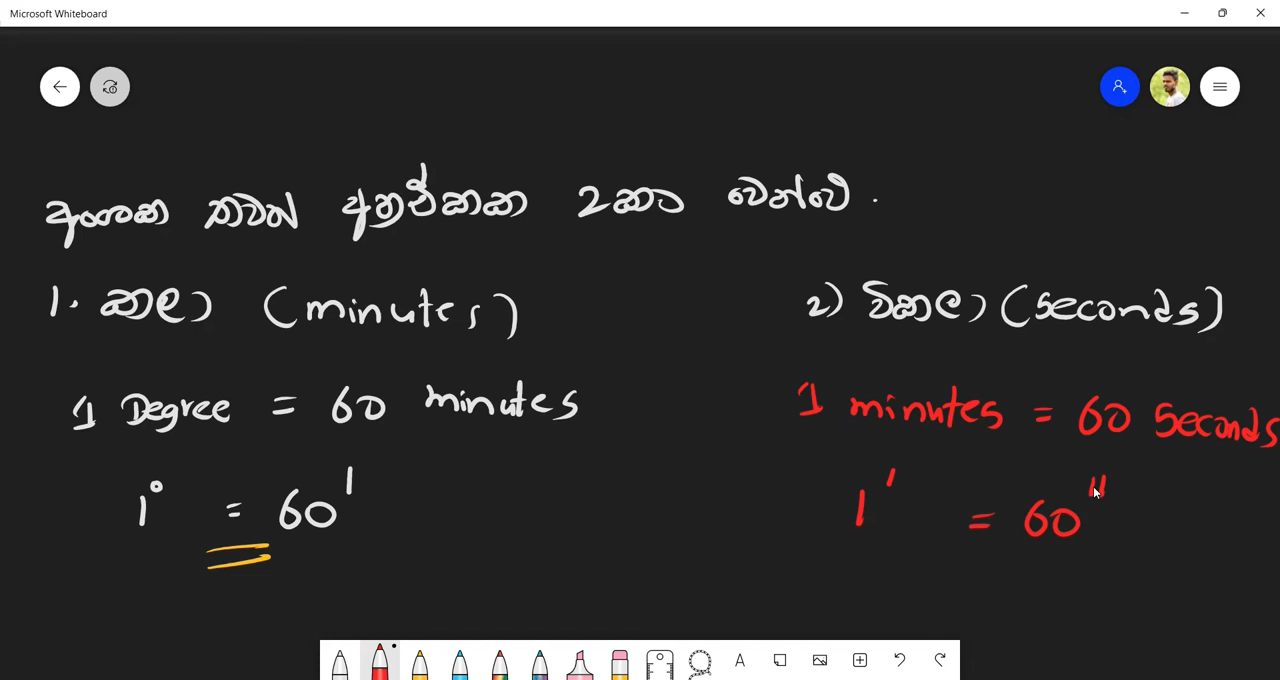 Microsoft Whiteboard
අංශක තවත් අනුඒකක 2කට වෙන්වේ.
1. කලා (minutes)
2) විකලා (seconds)
1 Degree = 60 minutes
1 minutes = 60 Seconds
1° = 60'
1' = 60"
A